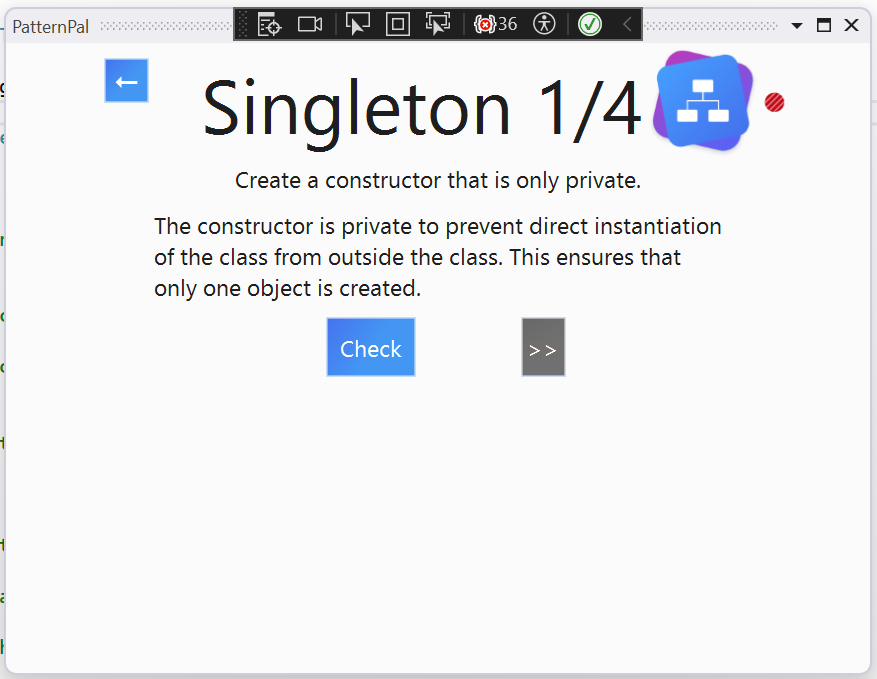 PatternPal
36
←
Singleton 1/4
Create a constructor that is only private.
The constructor is private to prevent direct instantiation
of the class from outside the class. This ensures that
only one object is created.
Check
>>